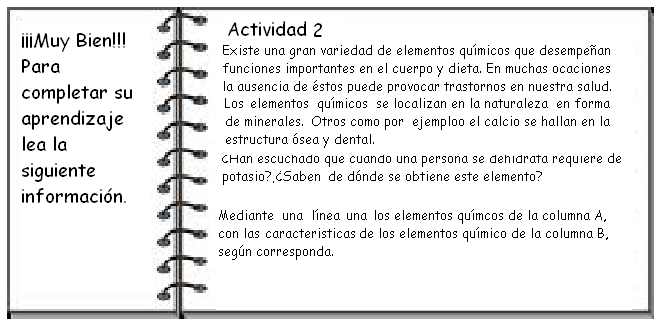 ¡¡¡Muy Bien!!!
Para
completar su
aprendizaje
lea la
siguiente
información.
Actividad 2
Existe una gran variedad de elementos químicos que desempeñan
funciones importantes en el cuerpo y dieta. En muchas ocaciones
la ausencia de éstos puede provocar trastornos en nuestra salud.
Los elementos químicos se localizan en la naturaleza en forma
de minerales. Otros como por ejemploo el calcio se hallan en la
estructura ósea y dental.
¿Han escuchado que cuando una persona se dehidrata requiere de
potasio?,¿Saben de dónde se obtiene este elemento?
Mediante una línea una los elementos químcos de la columna A,
con las caracteristicas de los elementos químico de la columna B,
según corresponda.